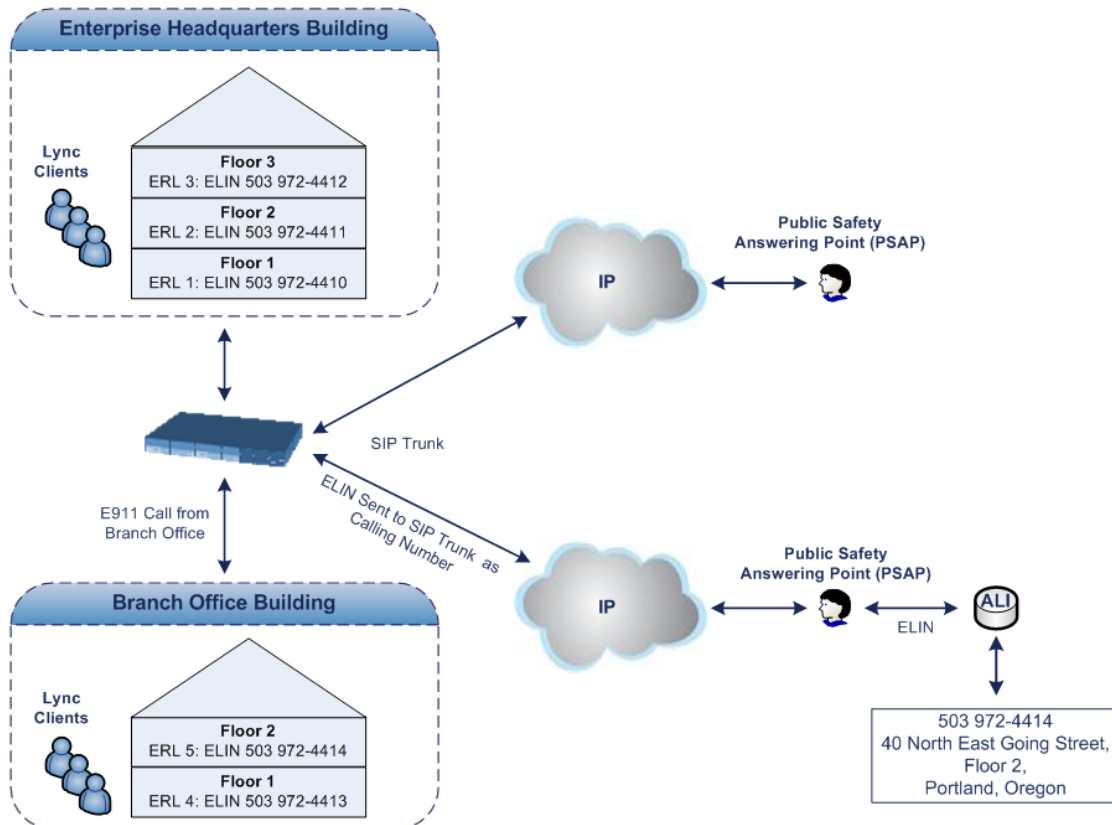 Enterprise Headquarters Building
Lync
Clients
Floor 3
ERL 3: ELIN 503 972-4412
Floor 2
ERL 2: ELIN 503 972-4411
Floor 1
ERL 1: ELIN 503 972-4410
IP
Public Safety
Answering Point (PSAP)
SIP Trunk
ELIN Sent to SIP Trunk as
Calling Number
E911 Call from
Branch Office
IP
Public Safety
Answering Point (PSAP)
ELIN
ALI
503 972-4414
40 North East Going Street,
Floor 2,
Portland, Oregon
Branch Office Building
Lync
Clients
Floor 2
ERL 5: ELIN 503 972-4414
Floor 1
ERL 4: ELIN 503 972-4413